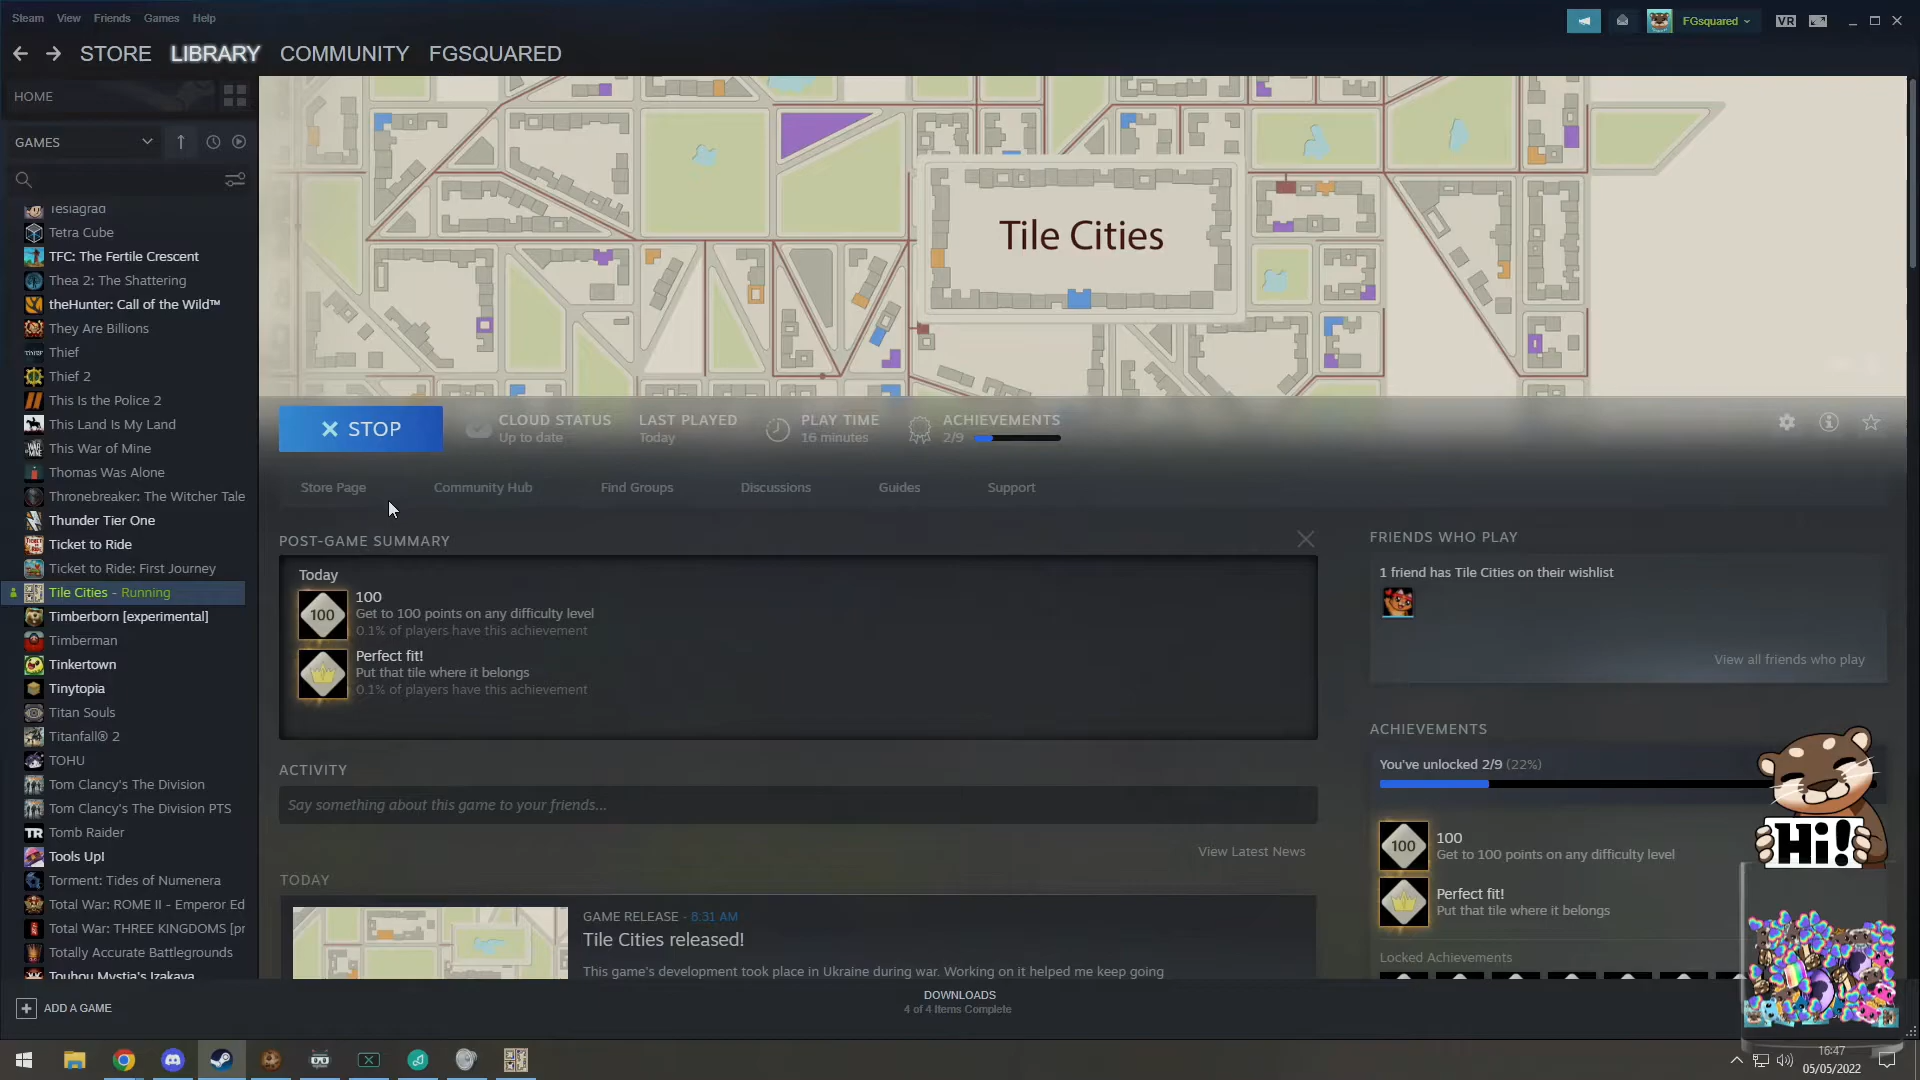 Steam View Friends Games Help
FGsquared
VR
STORE LIBRARY COMMUNITY FGSQUARED
HOME
GAMES
Teslagrad
Tetra Cube
TFC: The Fertile Crescent
Thea 2: The Shattering
theHunter: Call of the Wild™
They Are Billions
THIEF
Thief
Thief 2
This Is the Police 2
This Land Is My Land
This War of Mine
Thomas Was Alone
Thronebreaker: The Witcher Tale
Thunder Tier One
Ticket to Ride
Ticket to Ride: First Journey
Tile Cities - Running
Timberborn [experimental]
Timberman
Tinkertown
Tinytopia
Titan Souls
Titanfall® 2
TOHU
Tom Clancy's The Division
Tom Clancy's The Division PTS
TR
Tomb Raider
Tools Up!
Torment: Tides of Numenera
Total War: ROME II - Emperor Ed
Total War: THREE KINGDOMS [pr
Totally Accurate Battlegrounds
Touhou Mystia's Izakaya
ADD A GAME
Tile Cities
STOP
CLOUD STATUS
Up to date
LAST PLAYED
Today
PLAY TIME
16 minutes
ACHIEVEMENTS
2/9
Store Page Community Hub Find Groups Discussions Guides Support
POST-GAME SUMMARY
Today
100
100
Get to 100 points on any difficulty level
0.1% of players have this achievement
Perfect fit!
Put that tile where it belongs
0.1% of players have this achievement
ACTIVITY
Say something about this game to your friends...
View Latest News
TODAY
GAME RELEASE - 8:31 AM
Tile Cities released!
This game's development took place in Ukraine during war. Working on it helped me keep going
FRIENDS WHO PLAY
1 friend has Tile Cities on their wishlist
View all friends who play
ACHIEVEMENTS
You've unlocked 2/9 (22%)
100
100
Get to 100 points on any difficulty level
Perfect fit!
Put that tile where it belongs
Locked Achievements
Hi!
DOWNLOADS
4 of 4 Items Complete
16:47
05/05/2022